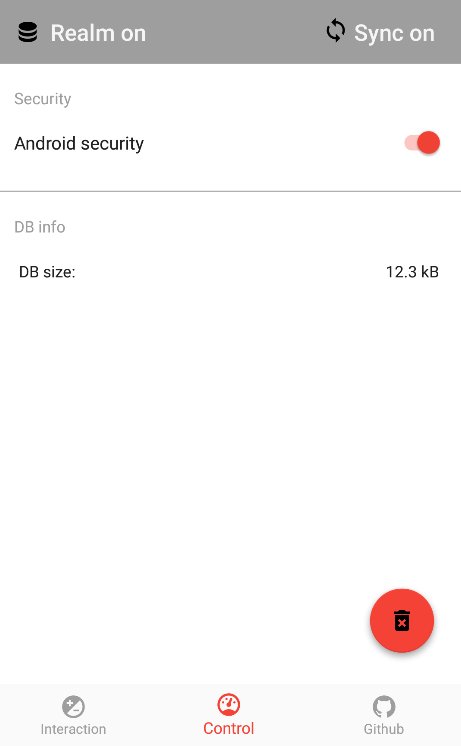 Realm on
Sync on
Security
Android security
DB info
DB size: 12.3 kB
Interaction
Control
Github